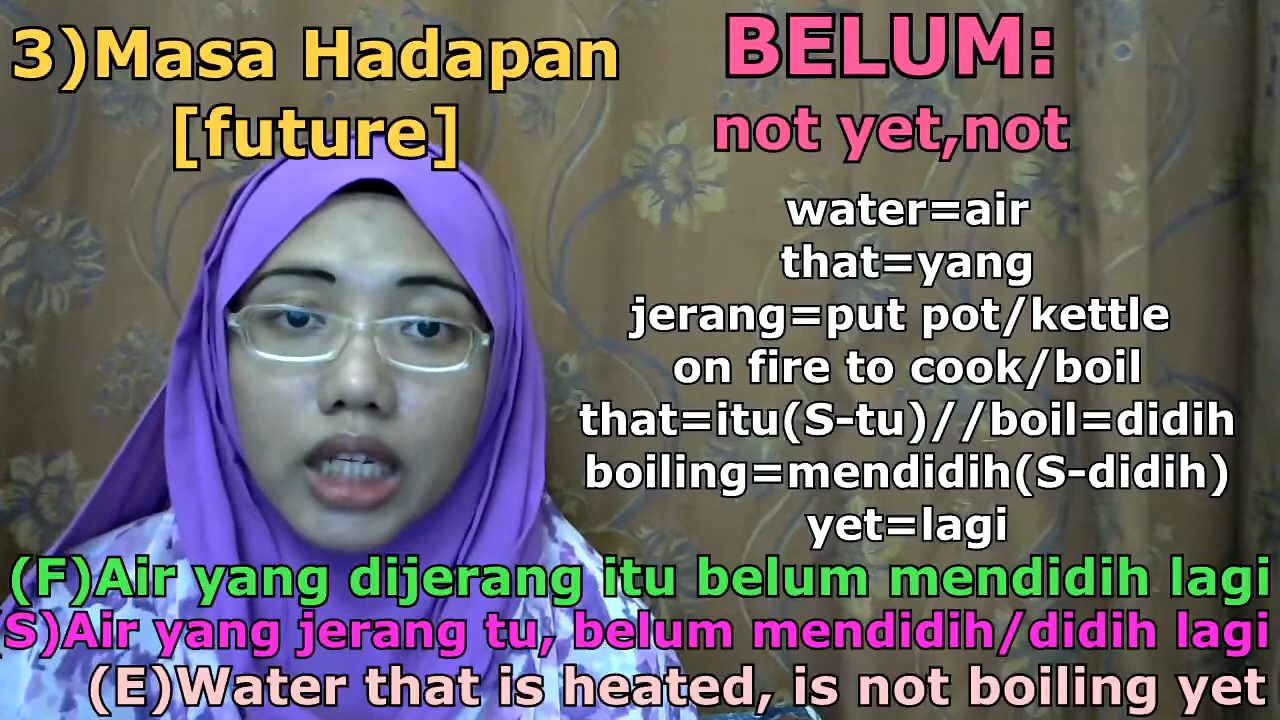 3)Masa Hadapan
[future]
BELUM:
not yet,not
water=air
that=yang
jerang=put pot/kettle
on fire to cook/boil
that=itu(S-tu)//boil=didih
boiling=mendidih(S-didih)
yet=lagi
(F)Air yang dijerang itu belum mendidih lagi
(S)Air yang jerang tu, belum mendidih/didih lagi
(E)Water that is heated, is not boiling yet